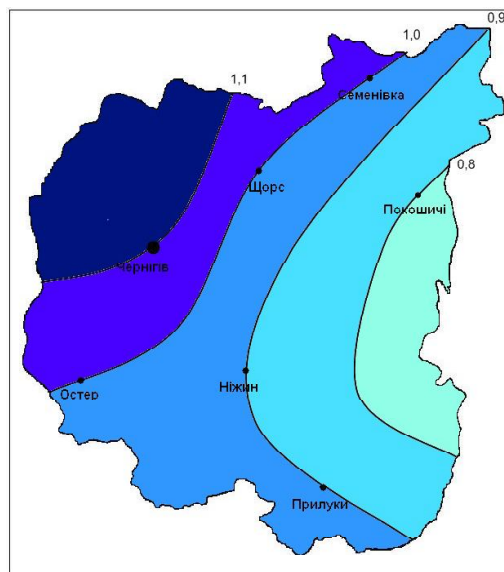 0,9
1,0
1,1
Семенівка
0,8
Щорс
Покошичі
Чернігів
Остер
Ніжин
Прилуки